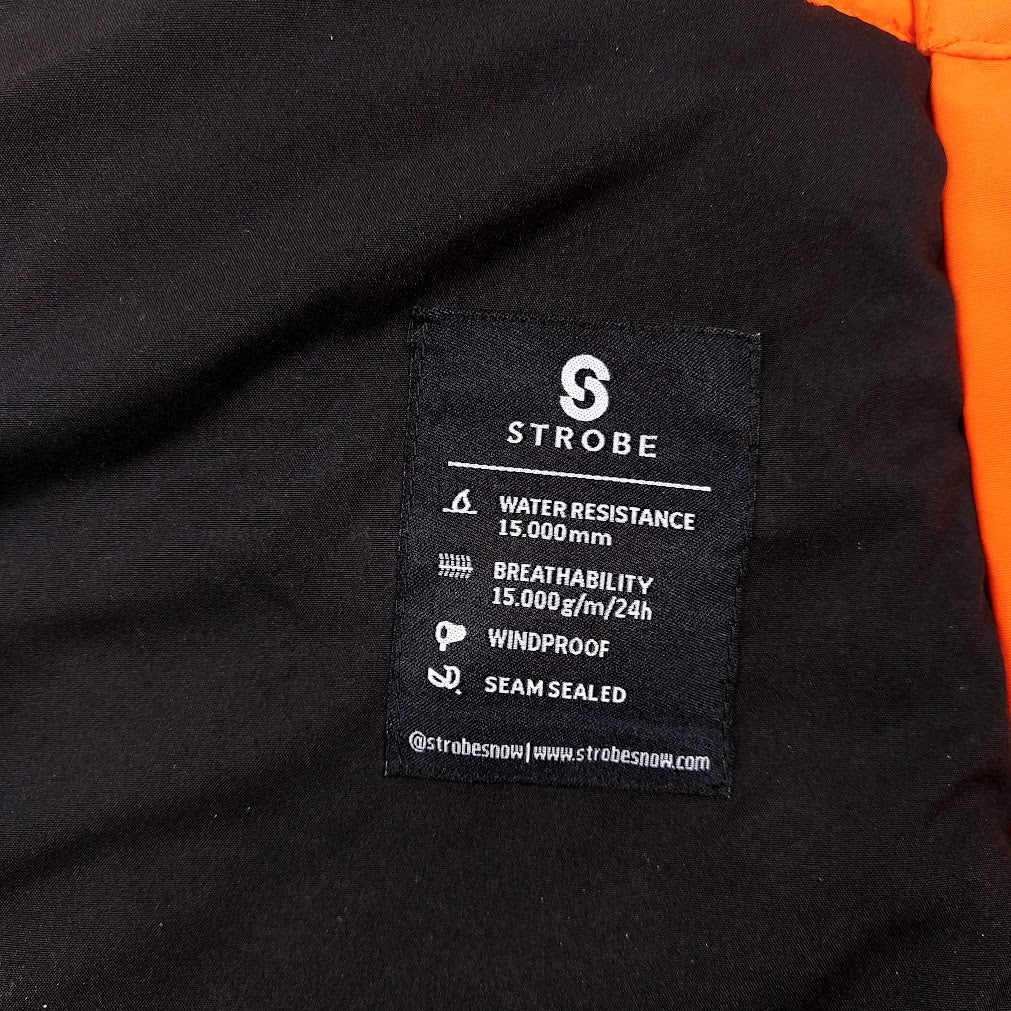 STROBE
WATER RESISTANCE
15.000mm
BREATHABILITY
15.000g/m/24h
WINDPROOF
SEAM SEALED
@strobesnow|www.strobesnow.com